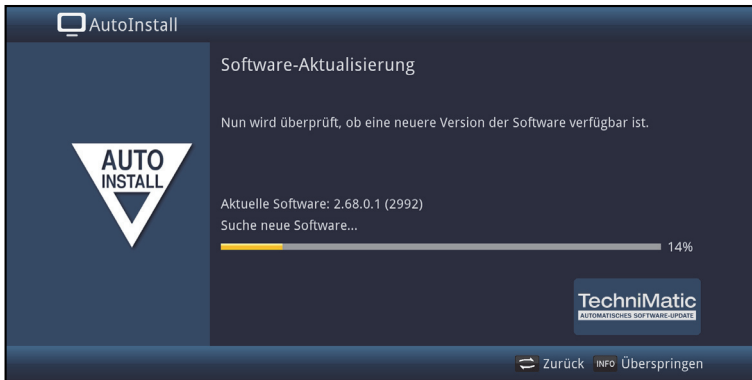 AutoInstall
Software-Aktualisierung
Nun wird überprüft, ob eine neuere Version der Software verfügbar ist.
AUTO
INSTALL
Aktuelle Software: 2.68.0.1 (2992)
Suche neue Software...
14%
TechniMatic
AUTOMATISCHES SOFTWARE-UPDATE
Zurück INFO Überspringen